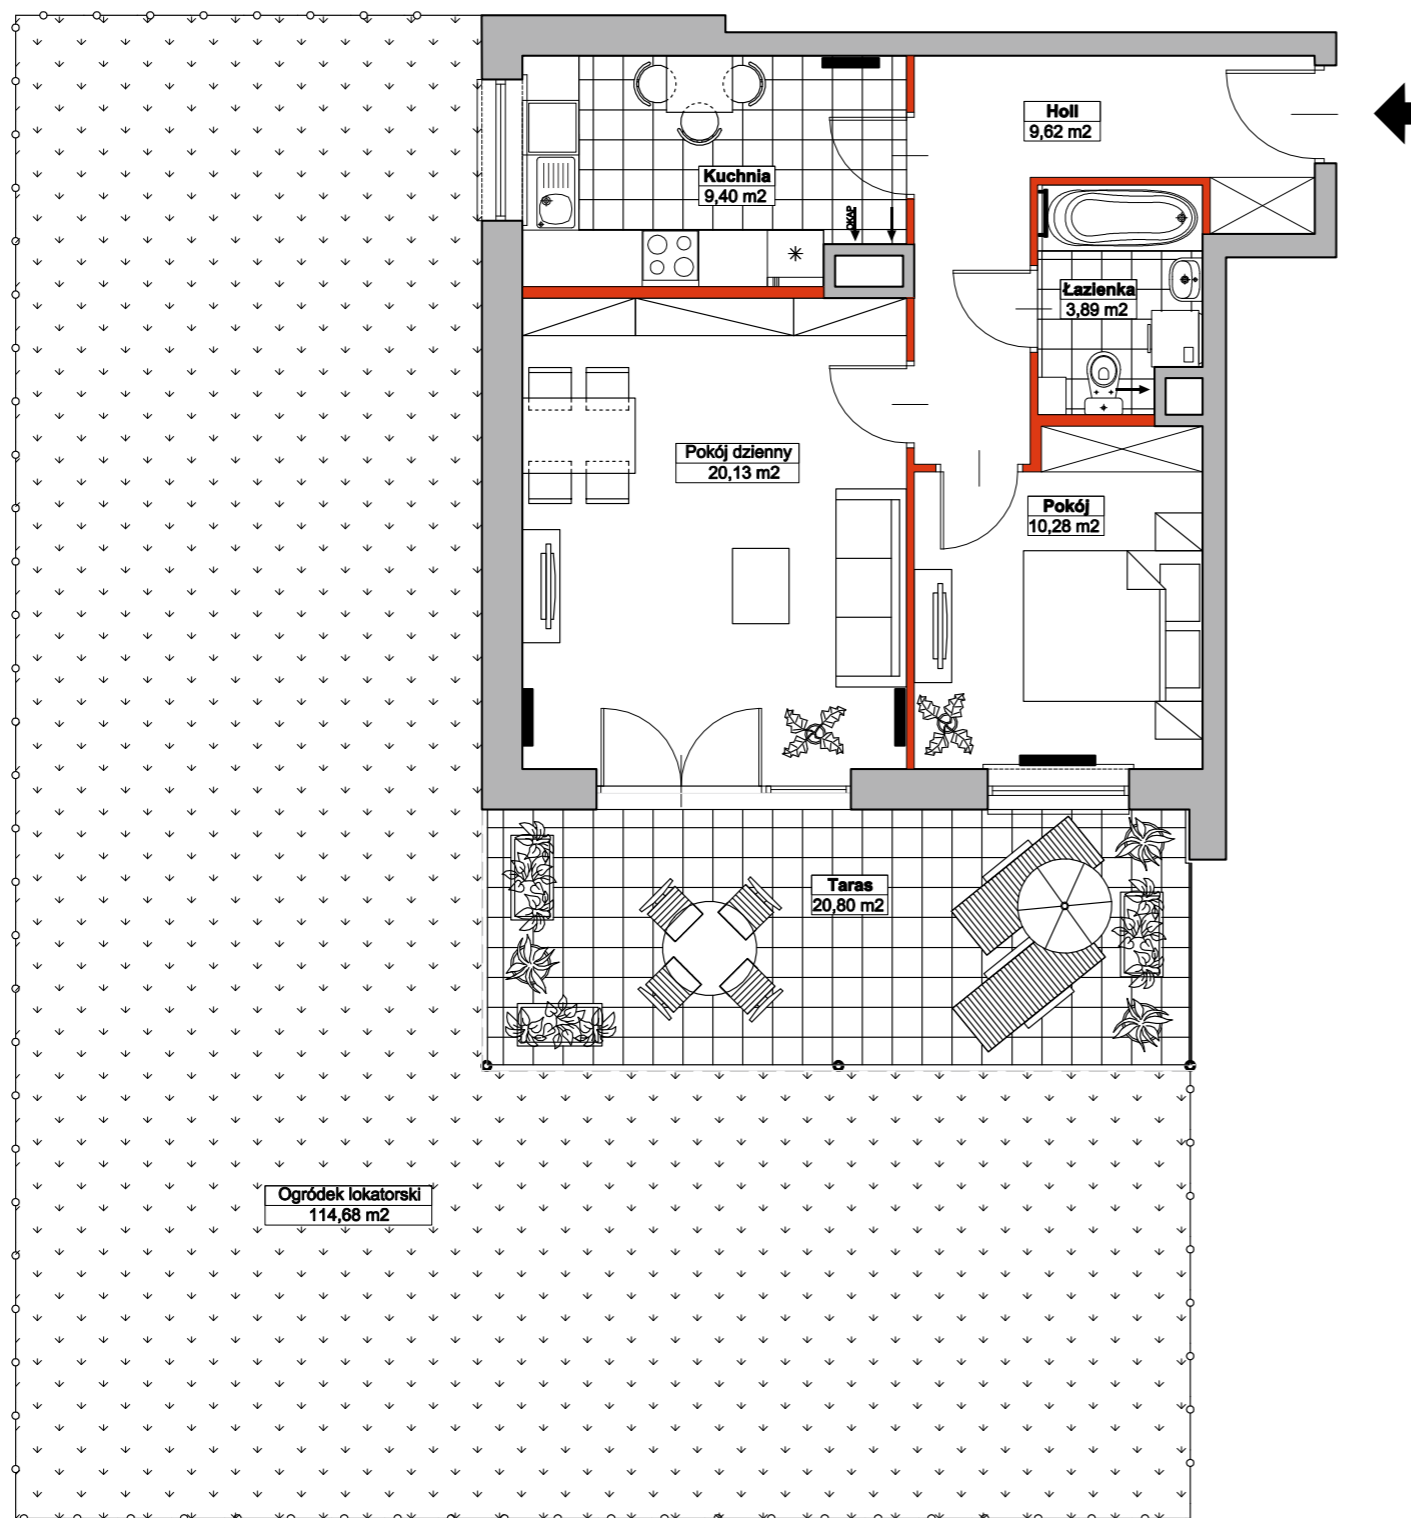 Holl
9,62 m2
Kuchnia
9,40 m2
OKAP
Łazienka
3,89 m2
Pokój dzienny
20,13 m2
Pokój
10,28 m2
Taras
20,80 m2
Ogródek lokatorski
114,68 m2